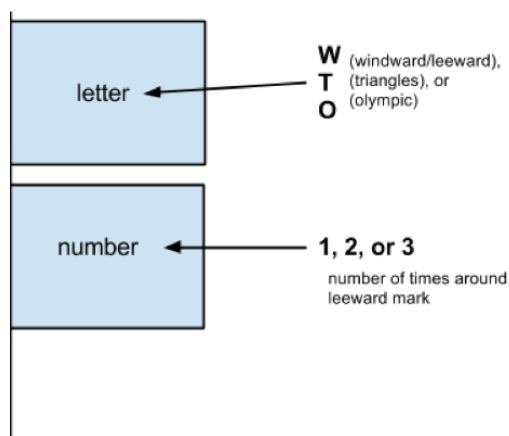 letter
W (windward/leeward),
T (triangles), or
O (olympic)
number
1, 2, or 3
number of times around
leeward mark